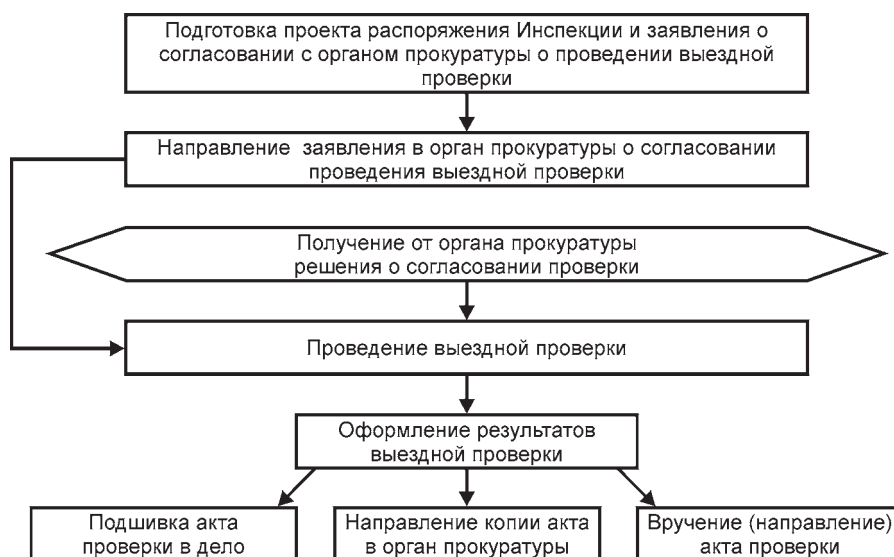 Подготовка проекта распоряжения Инспекции и заявления о
согласовании с органом прокуратуры о проведении выездной
проверки
Направление заявления в орган прокуратуры о согласовании
проведения выездной проверки
Получение от органа прокуратуры
решения о согласовании проверки
Проведение выездной проверки
Оформление результатов
выездной проверки
Подшивка акта
проверки в дело
Направление копии акта
в орган прокуратуры
Вручение (направление)
акта проверки